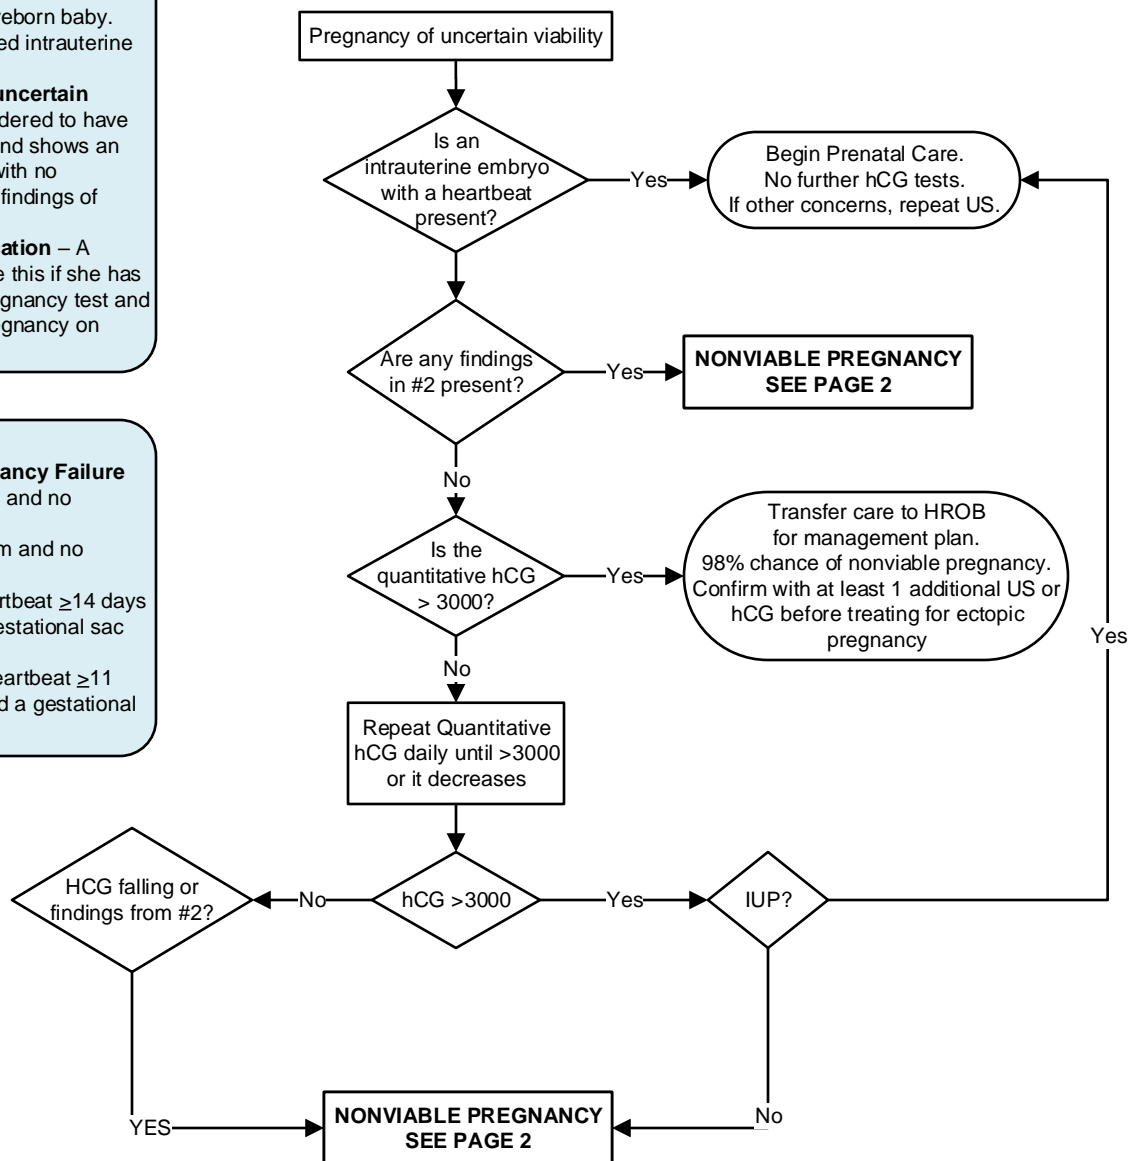 reborn baby.
ed intrauterine
uncertain
dered to have
nd shows an
with no
findings of
ation – A
e this if she has
gnancy test and
gnancy on
ancy Failure
and no
m and no
rtbeat ≥14 days
estational sac
eartbeat ≥11
d a gestational
Pregnancy of uncertain viability
Is an
intrauterine embryo
with a heartbeat
present?
Yes
Begin Prenatal Care.
No further hCG tests.
If other concerns, repeat US.
Are any findings
in #2 present?
Yes
NONVIABLE PREGNANCY
SEE PAGE 2
No
Is the
quantitative hCG
> 3000?
Yes
Transfer care to HROB
for management plan.
98% chance of nonviable pregnancy.
Confirm with at least 1 additional US or
hCG before treating for ectopic
pregnancy
Yes
No
Repeat Quantitative
hCG daily until >3000
or it decreases
HCG falling or
findings from #2?
No
hCG >3000
Yes
IUP?
YES
NONVIABLE PREGNANCY
SEE PAGE 2
No